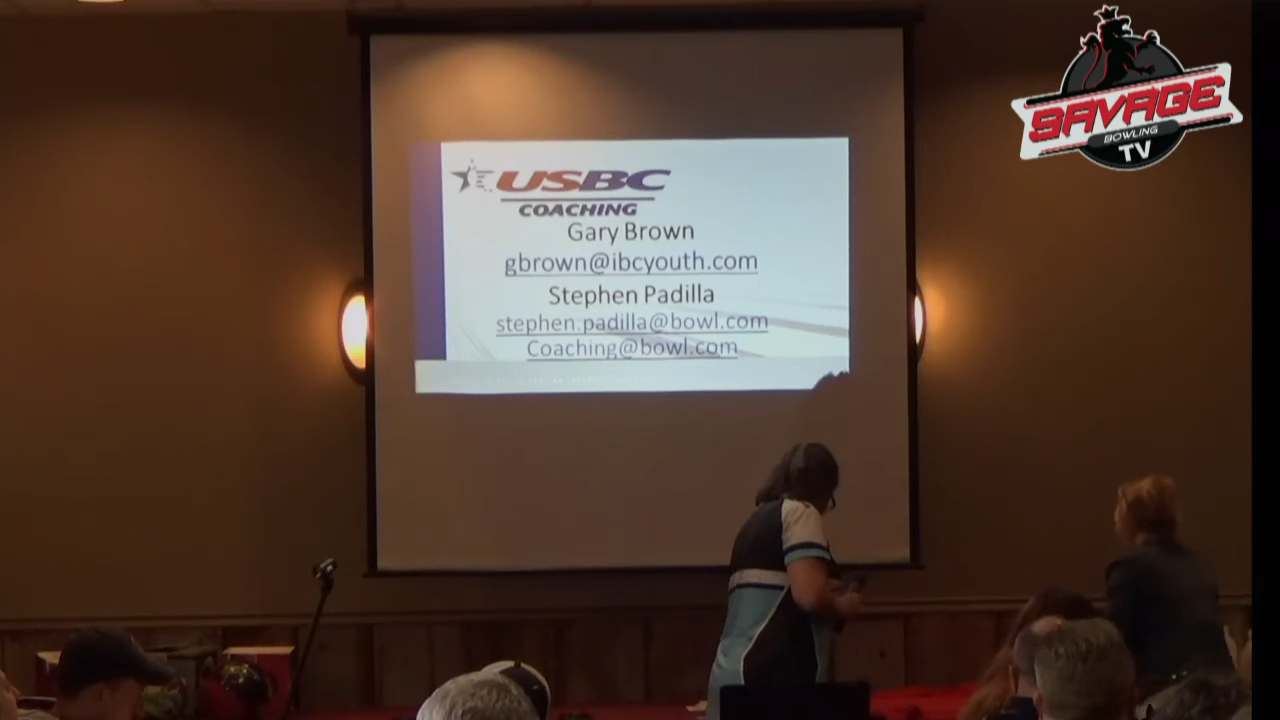 SAVAGE
BOWLING
TV
USBC
COACHING
Gary Brown
gbrown@ibcyouth.com
Stephen Padilla
stephen.padilla@bowl.com
Coaching@bowl.com